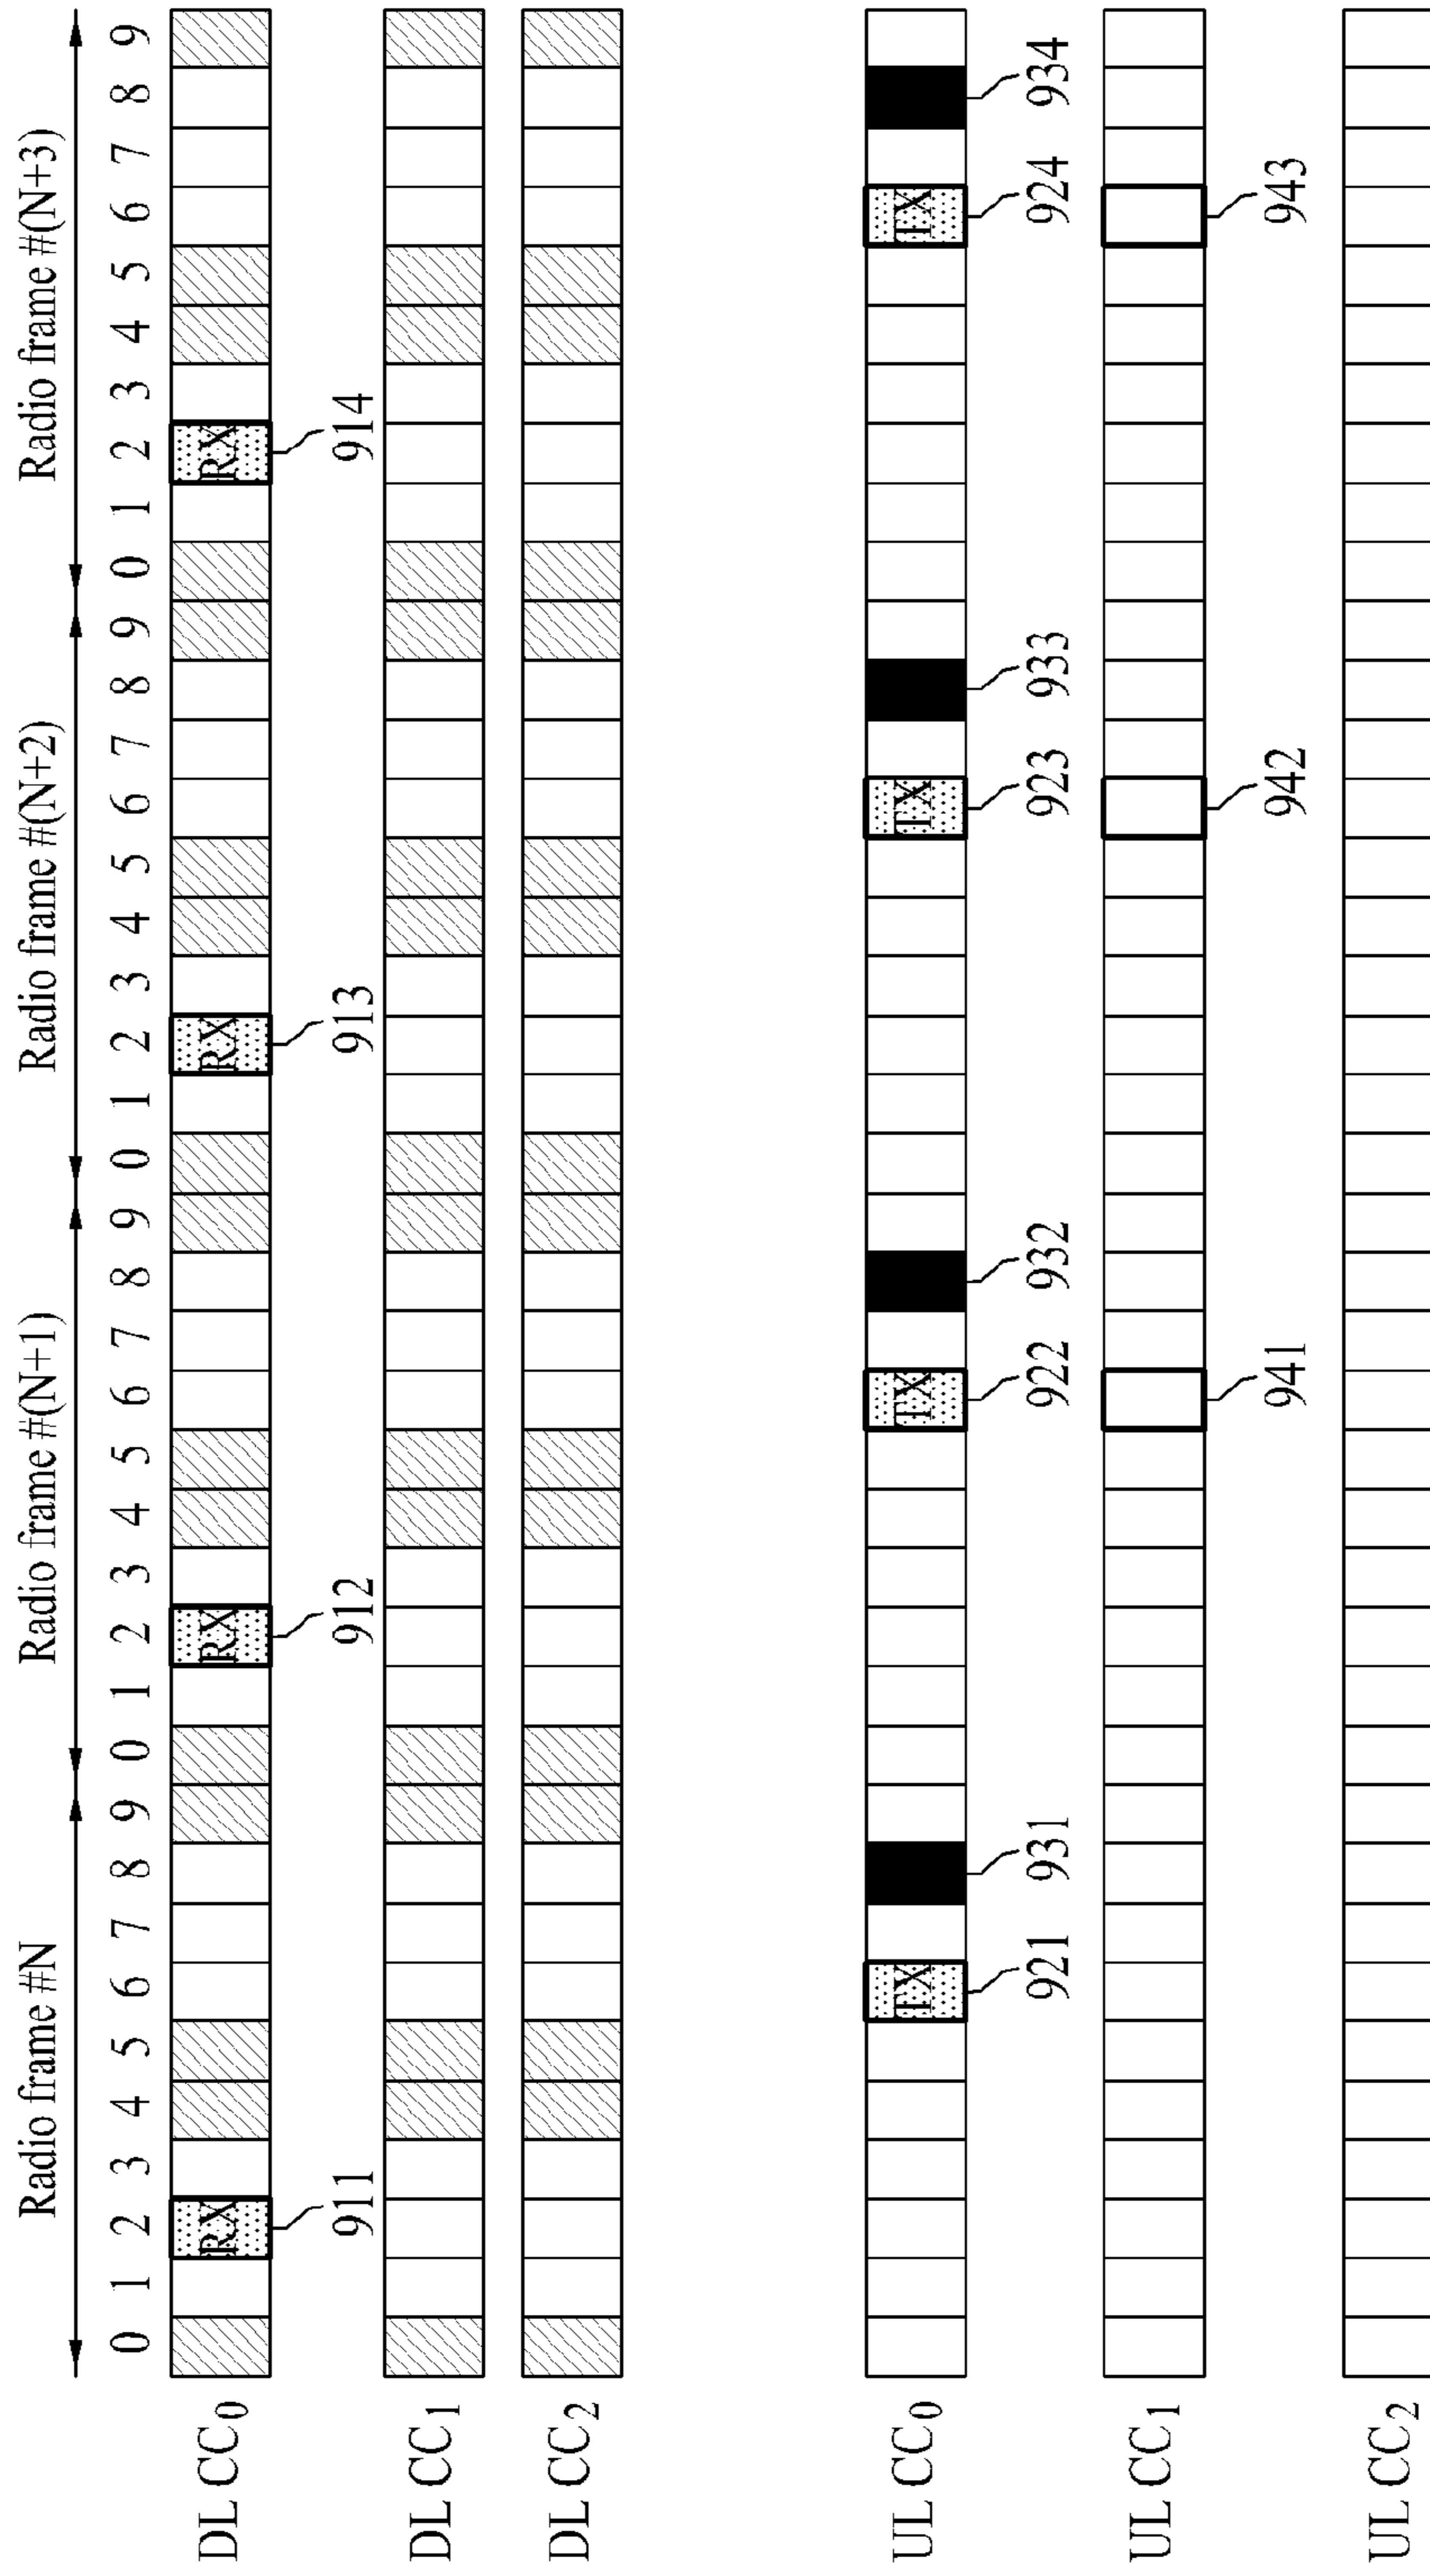 Radio frame #N Radio frame #(N+1) Radio frame #(N+2) Radio frame #(N+3)
0 1 2 3 4 5 6 7 8 9 0 1 2 3 4 5 6 7 8 9 0 1 2 3 4 5 6 7 8 9 0 1 2 3 4 5 6 7 8 9
DL CC0 RX RX RX RX
911 912 913 914
DL CC1
DL CC2
UL CC0 TX TX TX TX
921 931 922 932 923 933 924 934
UL CC1
941 942 943
UL CC2